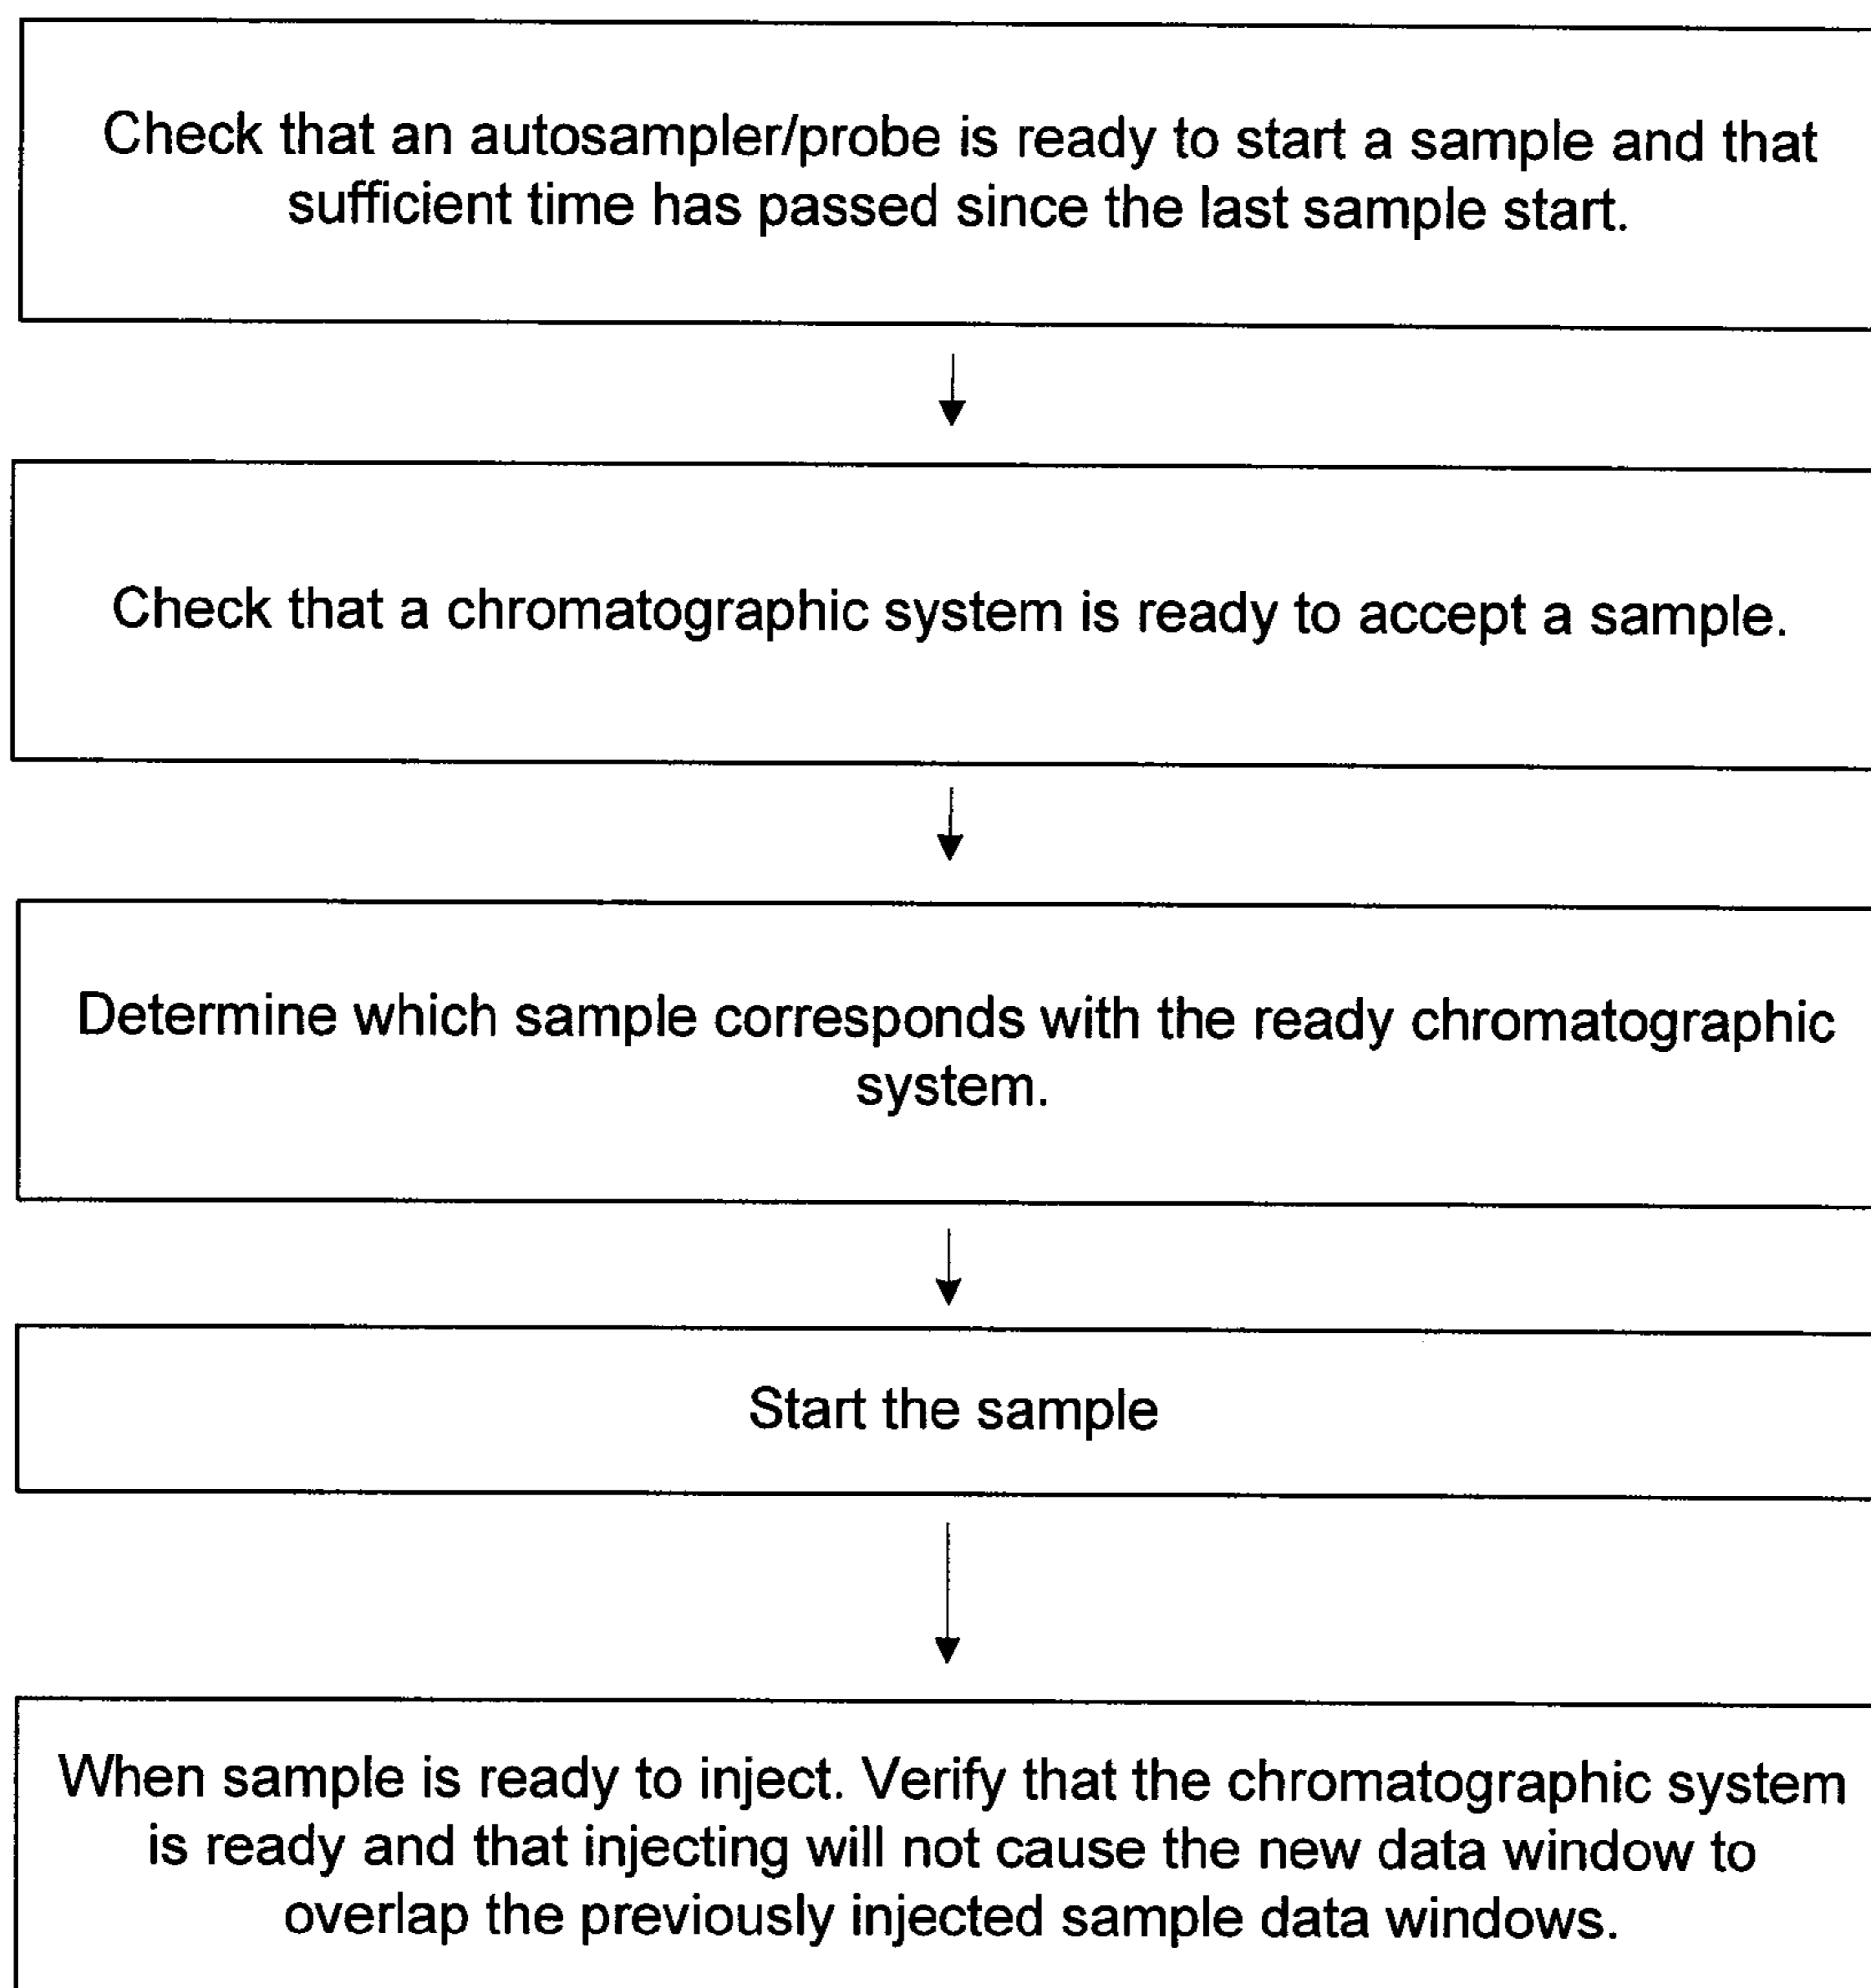 Check that an autosampler/probe is ready to start a sample and that
sufficient time has passed since the last sample start.
Check that a chromatographic system is ready to accept a sample.
Determine which sample corresponds with the ready chromatographic
system.
Start the sample
When sample is ready to inject. Verify that the chromatographic system
is ready and that injecting will not cause the new data window to
overlap the previously injected sample data windows.